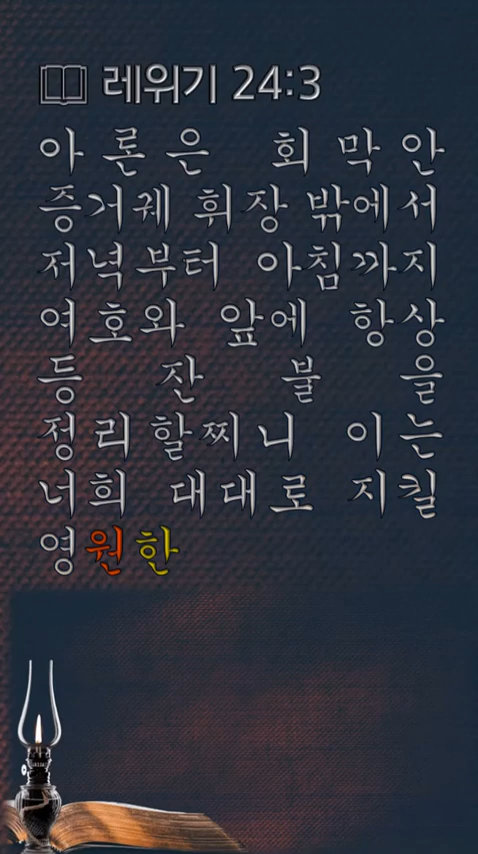 레위기 24:3
아론은 회막안
증거궤 휘장 밖에서
저녁부터 아침까지
여호와 앞에 항상
등잔불을
정리할찌니 이는
너희 대대로 지킬
영원한